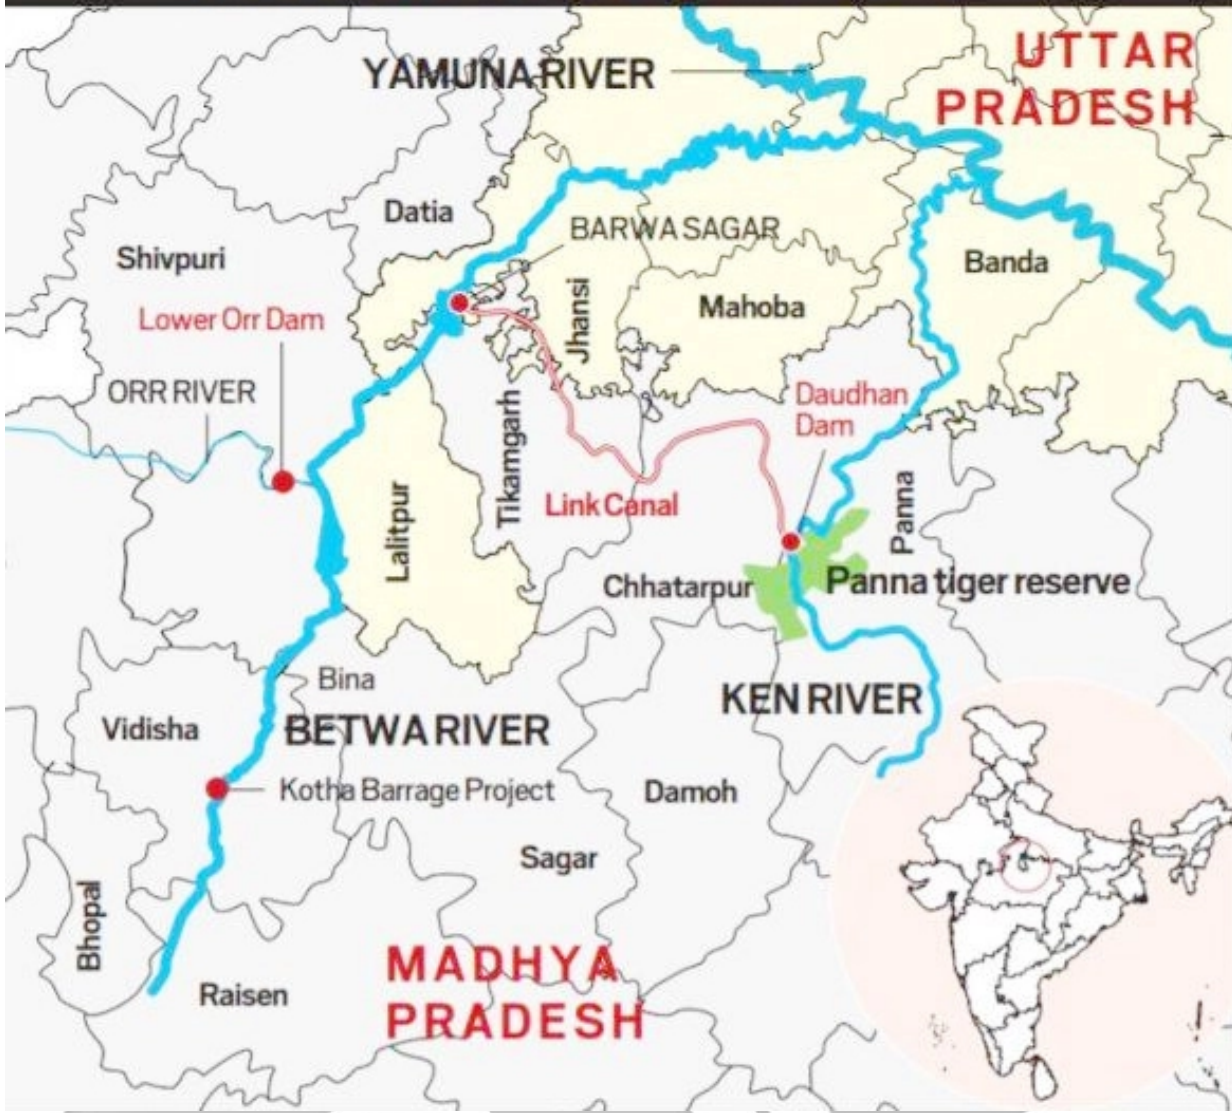 YAMUNA RIVER
UTTAR
PRADESH
Datia
BARWA SAGAR
Shivpuri
Banda
Jhansi
Mahoba
Lower Orr Dam
ORR RIVER
Daudhan
Dam
Tikamgarh
Lalitpur
Link Canal
Panna
Chhatarpur
Panna tiger reserve
Bina
KEN RIVER
Vidisha
BETWA RIVER
Kotha Barrage Project
Damoh
Sagar
Bhopal
MADHYA
PRADESH
Raisen